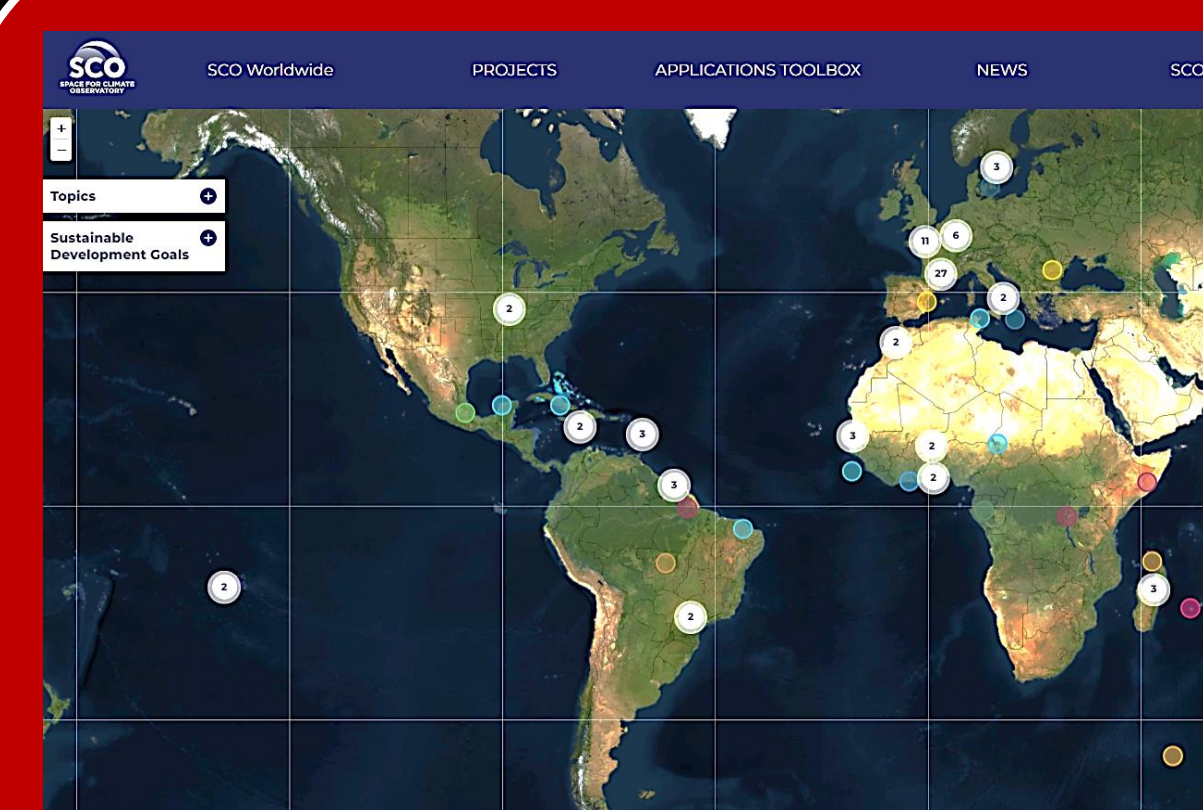 SCO
SPACE FOR CLIMATE
OBSERVATORY
SCO Worldwide
PROJECTS
APPLICATIONS TOOLBOX
NEWS
SCO
+
−
Topics +
Sustainable +
Development Goals
3
6
11
27
2
2
2
3
2
2
2
3
3
2
3
2